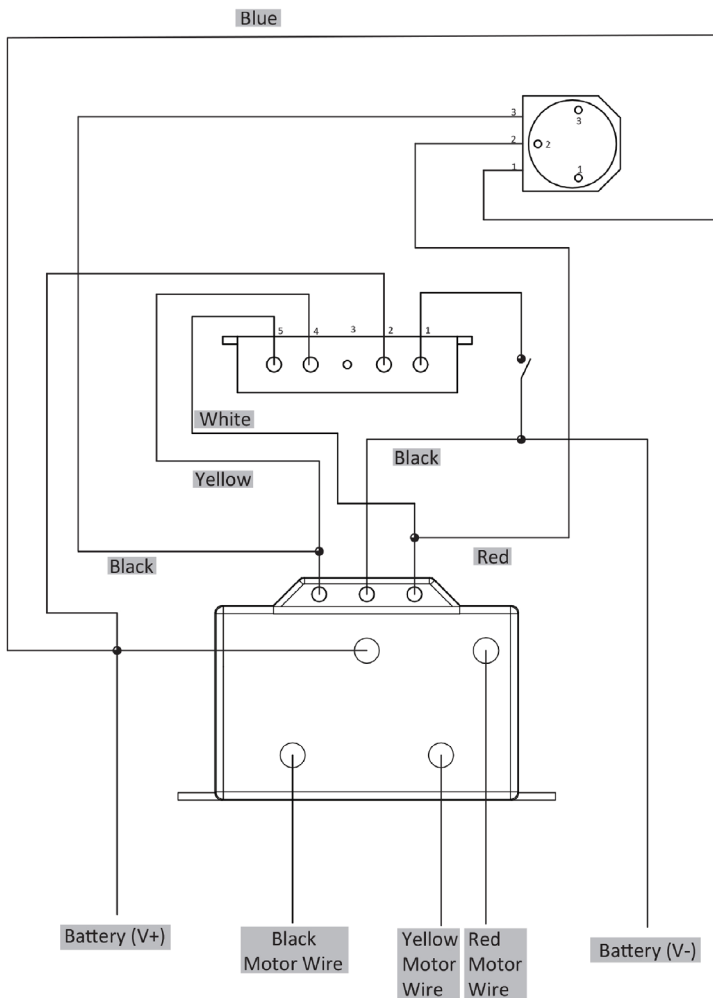 Blue
3
3
2
2
1
1
5
4
3
2
1
White
Black
Yellow
Black
Red
Battery (V+)
Black
Motor Wire
Yellow
Motor
Wire
Red
Motor
Wire
Battery (V-)